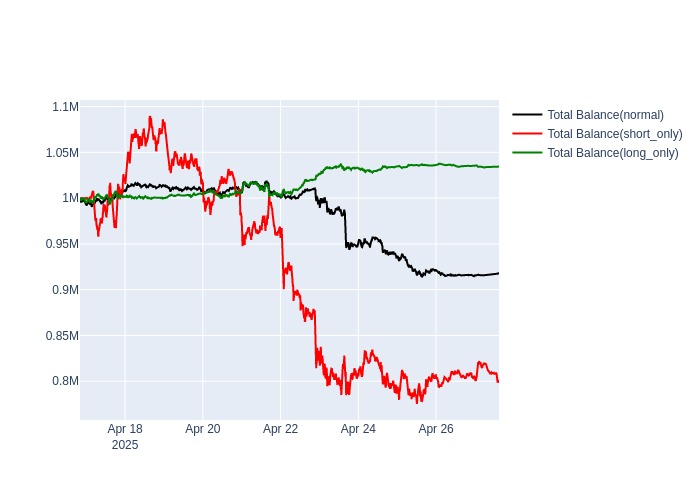 1.1M
1.05M
1M
0.95M
0.9M
0.85M
0.8M
Apr 18
2025
Apr 20
Apr 22
Apr 24
Apr 26
Total Balance(normal)
Total Balance(short_only)
Total Balance(long_only)